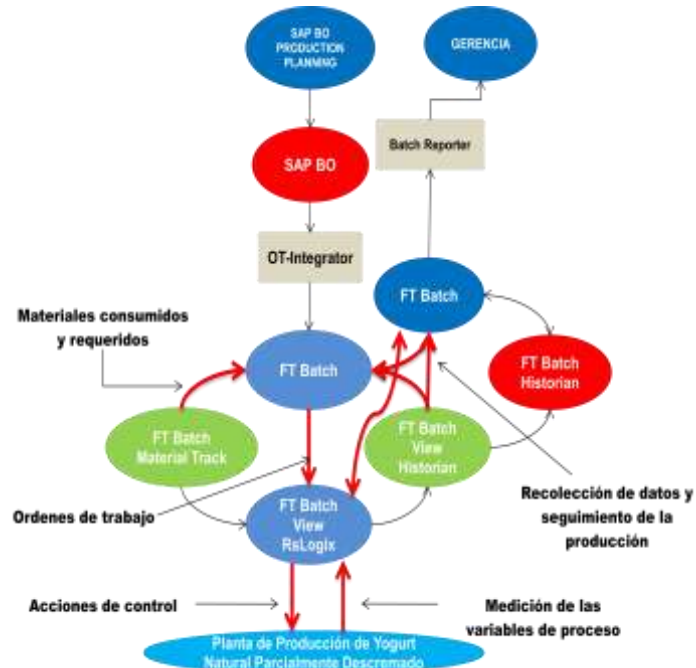 SAP BO
PRODUCTION
PLANNING
GERENCIA
Batch Reporter
SAP BO
OT-Integrator
FT Batch
Materiales consumidos
y requeridos
FT Batch
FT Batch
Historian
FT Batch
Material Track
FT Batch
View
Historian
Ordenes de trabajo
FT Batch
View
RsLogix
Recolección de datos y
seguimiento de la
producción
Acciones de control
Medición de las
variables de proceso
Planta de Producción de Yogurt
Natural Parcialmente Descremado